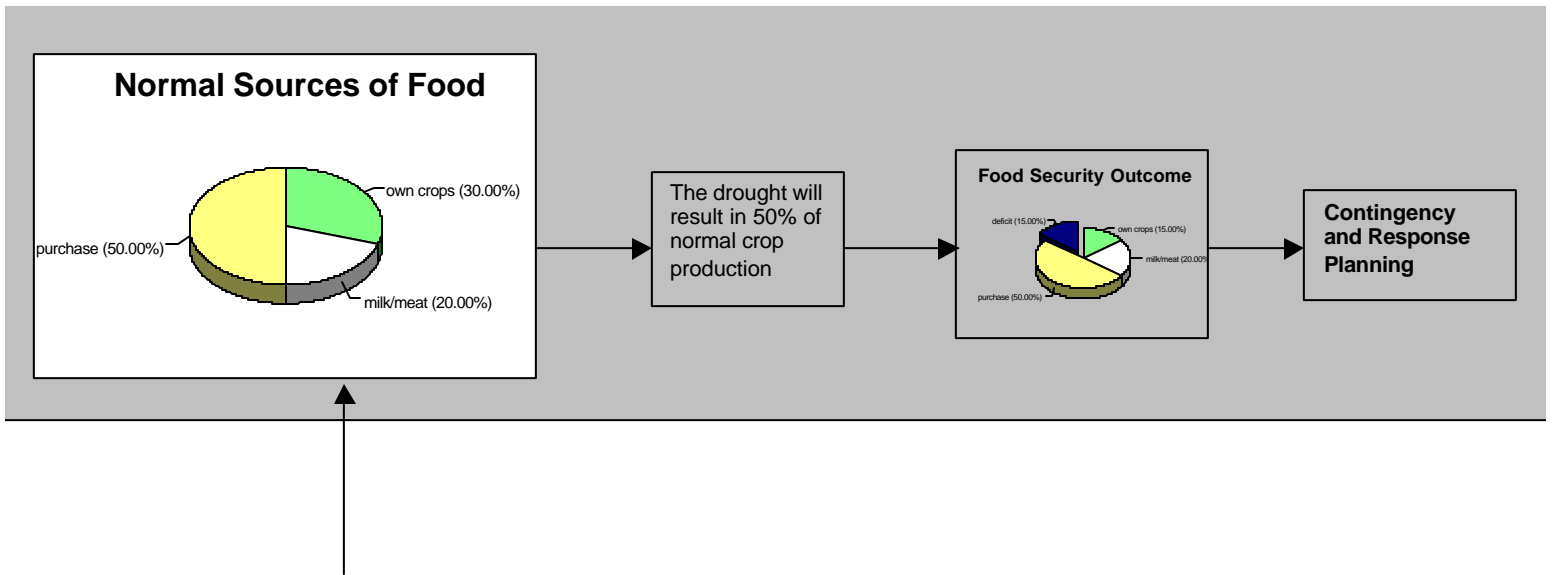 Normal Sources of Food
own crops (30.00%)
purchase (50.00%)
milk/meat (20.00%)
The drought will
result in 50% of
normal crop
production
Food Security Outcome
deficit (15.00%)
own crops (15.00%)
milk/meat (20.00%
purchase (50.00%)
Contingency
and Response
Planning